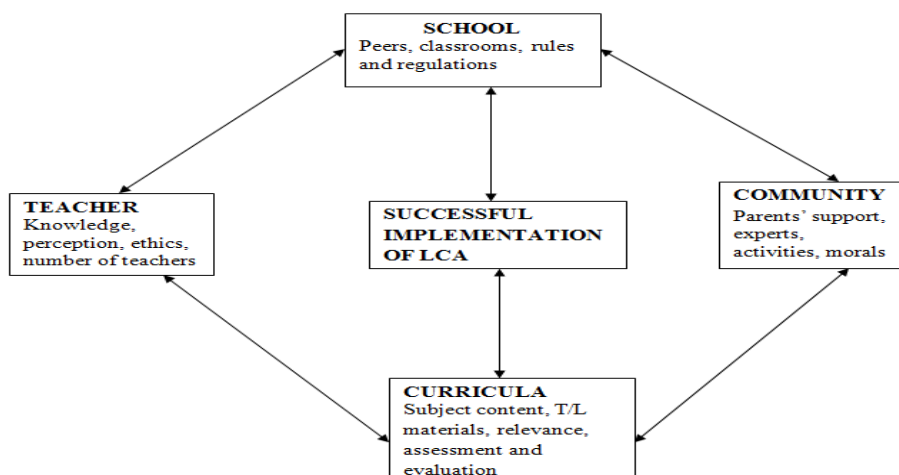 SCHOOL
Peers, classrooms, rules
and regulations
TEACHER
Knowledge,
perception, ethics,
number of teachers
SUCCESSFUL
IMPLEMENTATION
OF LCA
COMMUNITY
Parents' support,
experts,
activities, morals
CURRICULA
Subject content, T/L
materials, relevance,
assessment and
evaluation